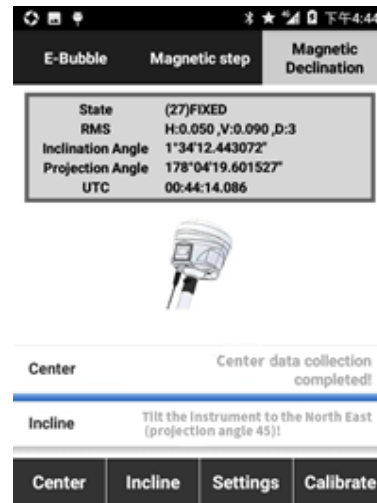 下午4:44
E-Bubble
Magnetic step
Magnetic
Declination
State (27)FIXED
RMS H:0.050 ,V:0.090 ,D:3
Inclination Angle 1°34'12.443072"
Projection Angle 178°04'19.601527"
UTC 00:44:14.086
Center
Center data collection
completed!
Incline
Tilt the Instrument to the North East
(projection angle 45)!
Center Incline Settings Calibrate